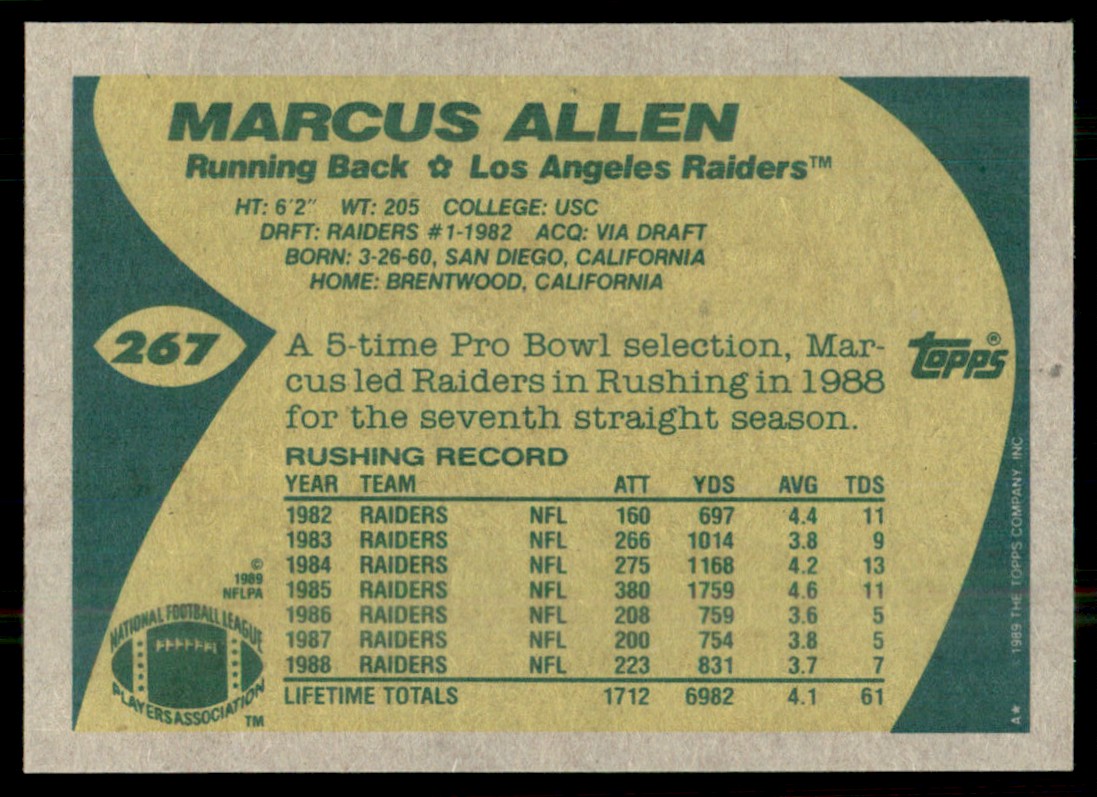 MARCUS ALLEN
Running Back ✿ Los Angeles Raiders™
HT: 6'2" WT: 205 COLLEGE: USC
DRFT: RAIDERS #1-1982 ACQ: VIA DRAFT
BORN: 3-26-60, SAN DIEGO, CALIFORNIA
HOME: BRENTWOOD, CALIFORNIA
267
A 5-time Pro Bowl selection, Mar-
cus led Raiders in Rushing in 1988
for the seventh straight season.
topps®
RUSHING RECORD
YEAR TEAM ATT YDS AVG TDS
1982 RAIDERS NFL 160 697 4.4 11
1983 RAIDERS NFL 266 1014 3.8 9
1984 RAIDERS NFL 275 1168 4.2 13
1985 RAIDERS NFL 380 1759 4.6 11
1986 RAIDERS NFL 208 759 3.6 5
1987 RAIDERS NFL 200 754 3.8 5
1988 RAIDERS NFL 223 831 3.7 7
LIFETIME TOTALS 1712 6982 4.1 61
©
1989
NFLPA
NATIONAL FOOTBALL LEAGUE
PLAYERS ASSOCIATION
TM
A* 1989 THE TOPPS COMPANY, INC.